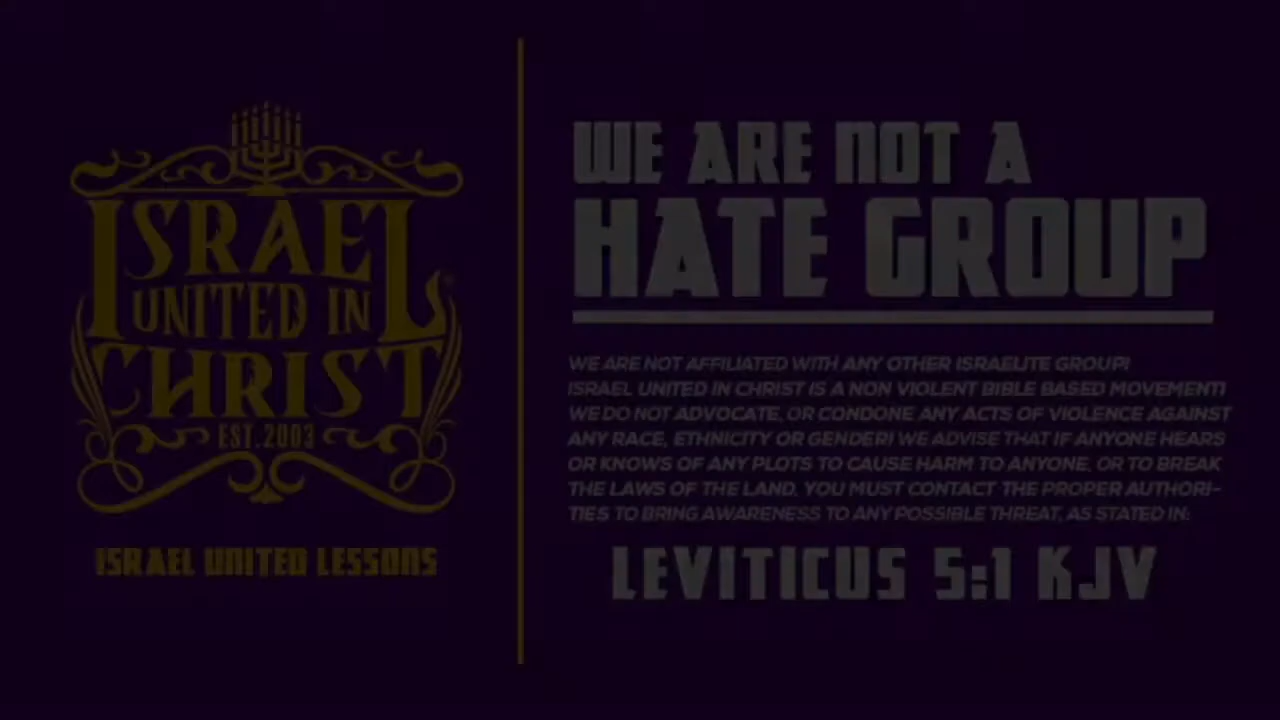 ISRAEL
UNITED IN
CHRIST
EST. 2003
ISRAEL UNITED LESSONS
WE ARE NOT A
HATE GROUP
WE ARE NOT AFFILIATED WITH ANY OTHER ISRAELITE GROUP!
ISRAEL UNITED IN CHRIST IS A NON VIOLENT BIBLE BASED MOVEMENT!
WE DO NOT ADVOCATE, OR CONDONE ANY ACTS OF VIOLENCE AGAINST
ANY RACE, ETHNICITY OR GENDER! WE ADVISE THAT IF ANYONE HEARS
OR KNOWS OF ANY PLOTS TO CAUSE HARM TO ANYONE, OR TO BREAK
THE LAWS OF THE LAND, YOU MUST CONTACT THE PROPER AUTHORI-
TIES TO BRING AWARENESS TO ANY POSSIBLE THREAT, AS STATED IN:
LEVITICUS 5:1 KJV